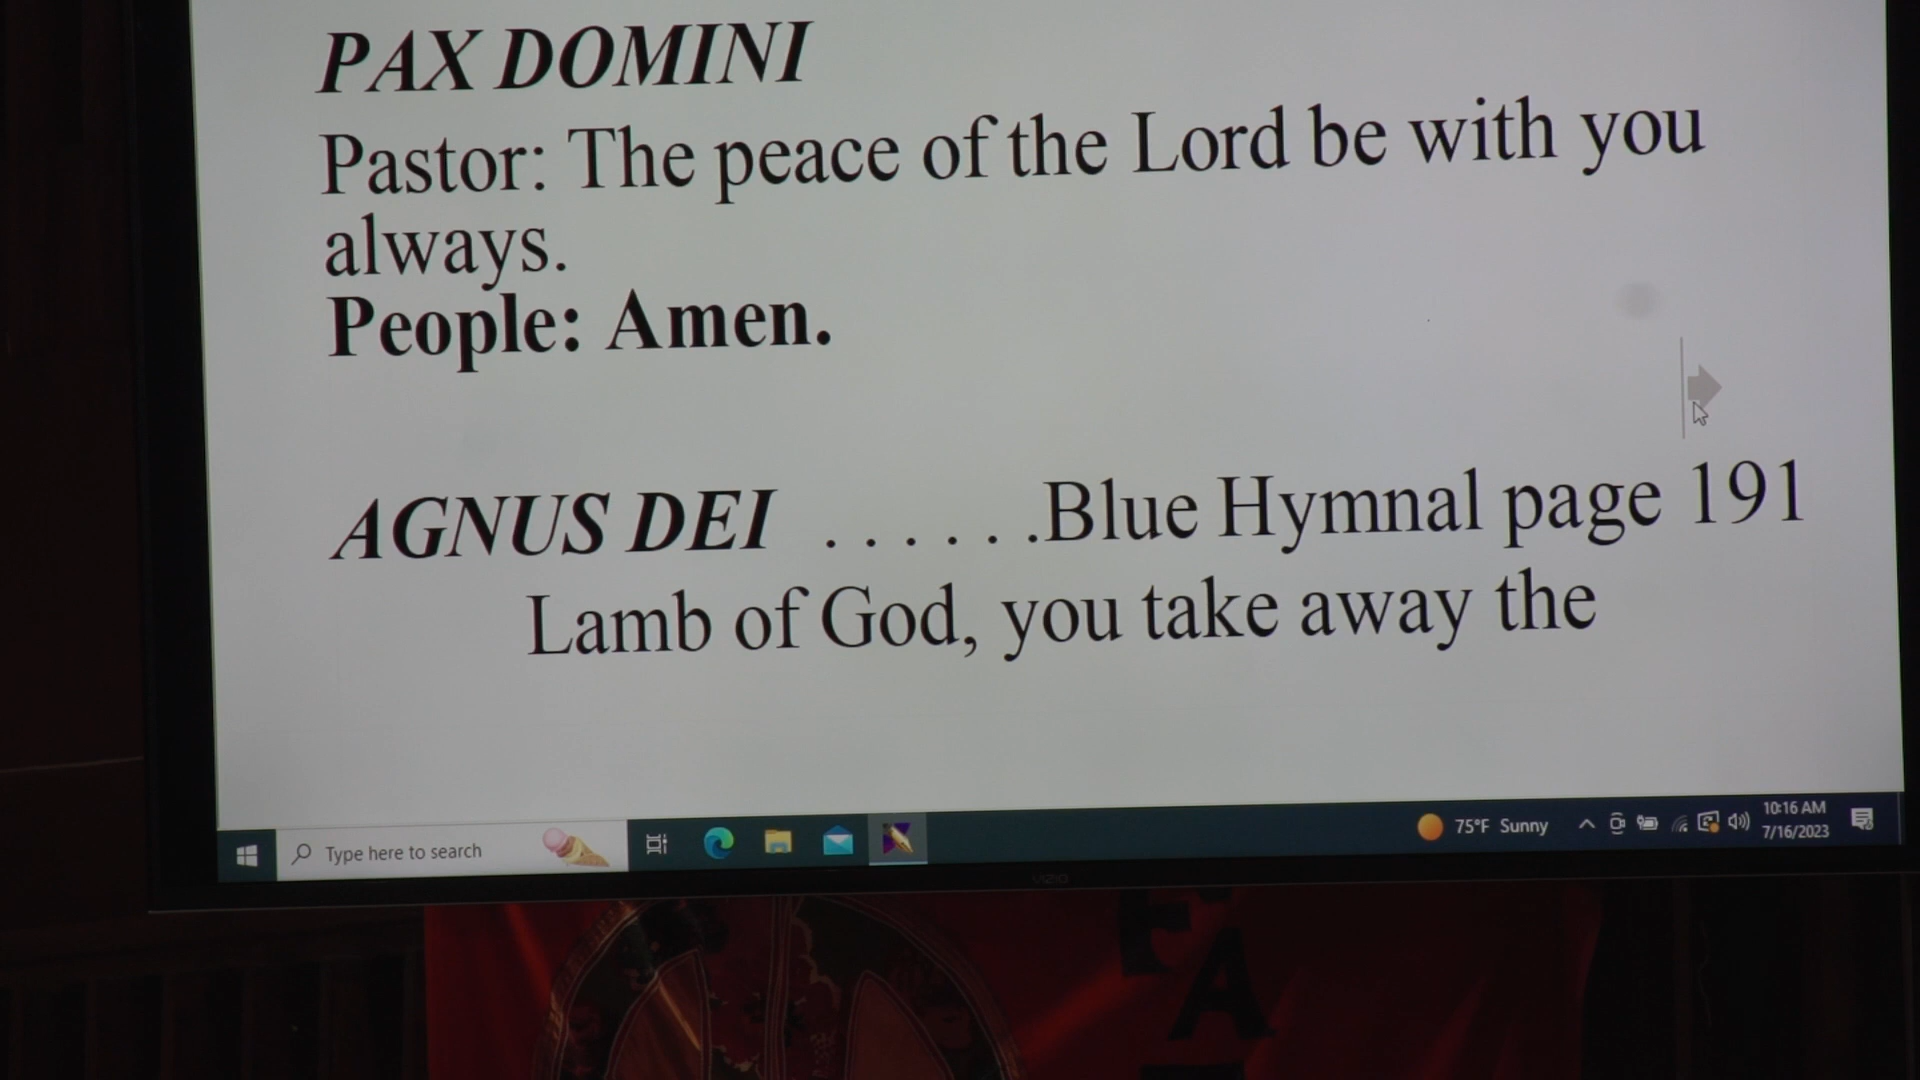 PAX DOMINI
Pastor: The peace of the Lord be with you
always.
People: Amen.
AGNUS DEI ......Blue Hymnal page 191
Lamb of God, you take away the
Type here to search
75°F Sunny
10:16 AM
7/16/2023
VIZIO